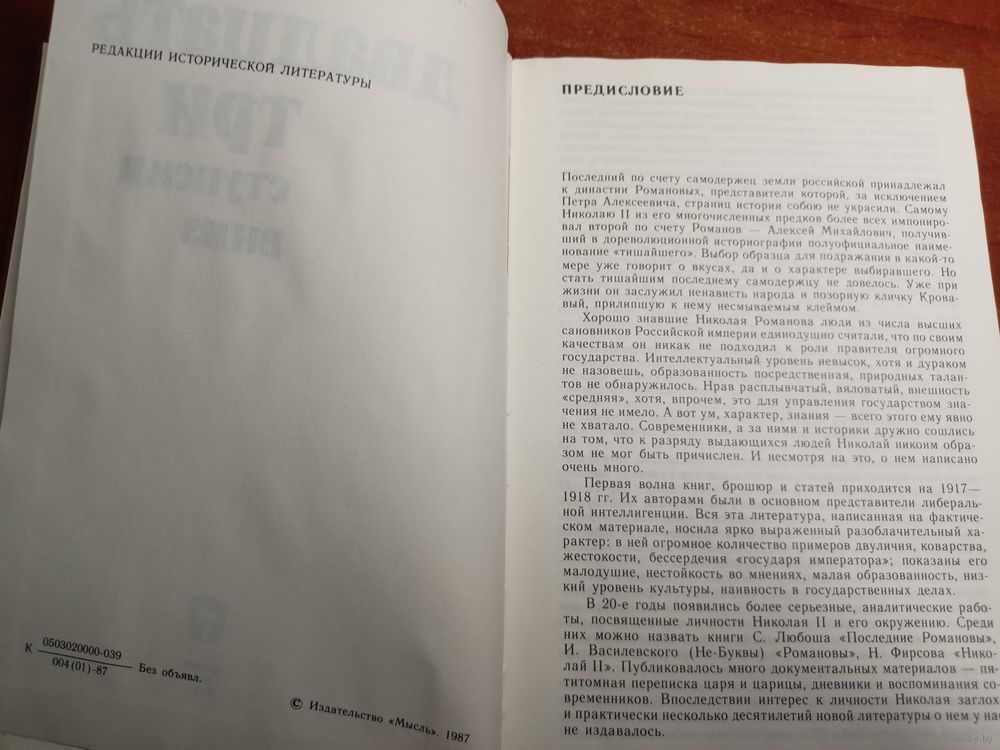 РЕДАКЦИИ ИСТОРИЧЕСКОЙ ЛИТЕРАТУРЫ
К 0503020000-039
004(01)-87
Без объявл.
© Издательство «Мысль». 1987
ПРЕДИСЛОВИЕ
Последний по счету самодержец земли российской принадлежал
к династии Романовых, представители которой, за исключением
Петра Алексеевича, страниц истории собою не украсили. Самому
Николаю II из его многочисленных предков более всех импониро-
вал второй по счету Романов — Алексей Михайлович, получив-
ший в дореволюционной историографии полуофициальное наиме-
нование «тишайшего». Выбор образца для подражания в какой-то
мере уже говорит о вкусах, да и о характере выбиравшего. Но
стать тишайшим последнему самодержцу не довелось. Уже при
жизни он заслужил ненависть народа и позорную кличку Крова-
вый, прилипшую к нему несмываемым клеймом.
Хорошо знавшие Николая Романова люди из числа высших
сановников Российской империи единодушно считали, что по своим
качествам он никак не подходил к роли правителя огромного
государства. Интеллектуальный уровень невысок, хотя и дураком
не назовешь, образованность посредственная, природных талан-
тов не обнаружилось. Нрав расплывчатый, вяловатый, внешность
«средняя», хотя, впрочем, это для управления государством зна-
чения не имело. А вот ум, характер, знания — всего этого ему явно
не хватало. Современники, а за ними и историки дружно сошлись
на том, что к разряду выдающихся людей Николай никоим обра-
зом не мог быть причислен. И несмотря на это, о нем написано
очень много.
Первая волна книг, брошюр и статей приходится на 1917—
1918 гг. Их авторами были в основном представители либераль-
ной интеллигенции. Вся эта литература, написанная на фактиче-
ском материале, носила ярко выраженный разоблачительный ха-
рактер: в ней огромное количество примеров двуличия, коварства,
жестокости, бессердечия «государя императора»; показаны его
малодушие, нестойкость во мнениях, малая образованность, низ-
кий уровень культуры, наивность в государственных делах.
В 20-е годы появились более серьезные, аналитические рабо-
ты, посвященные личности Николая II и его окружению. Среди
них можно назвать книги С. Любоша «Последние Романовы»,
И. Василевского (Не-Буквы) «Романовы», Н. Фирсова «Нико-
лай II». Публиковалось много документальных материалов — пя-
титомная переписка царя и царицы, дневники и воспоминания со-
временников. Впоследствии интерес к личности Николая заглох
и практически несколько десятилетий новой литературы о нем у нас
не издавалось.